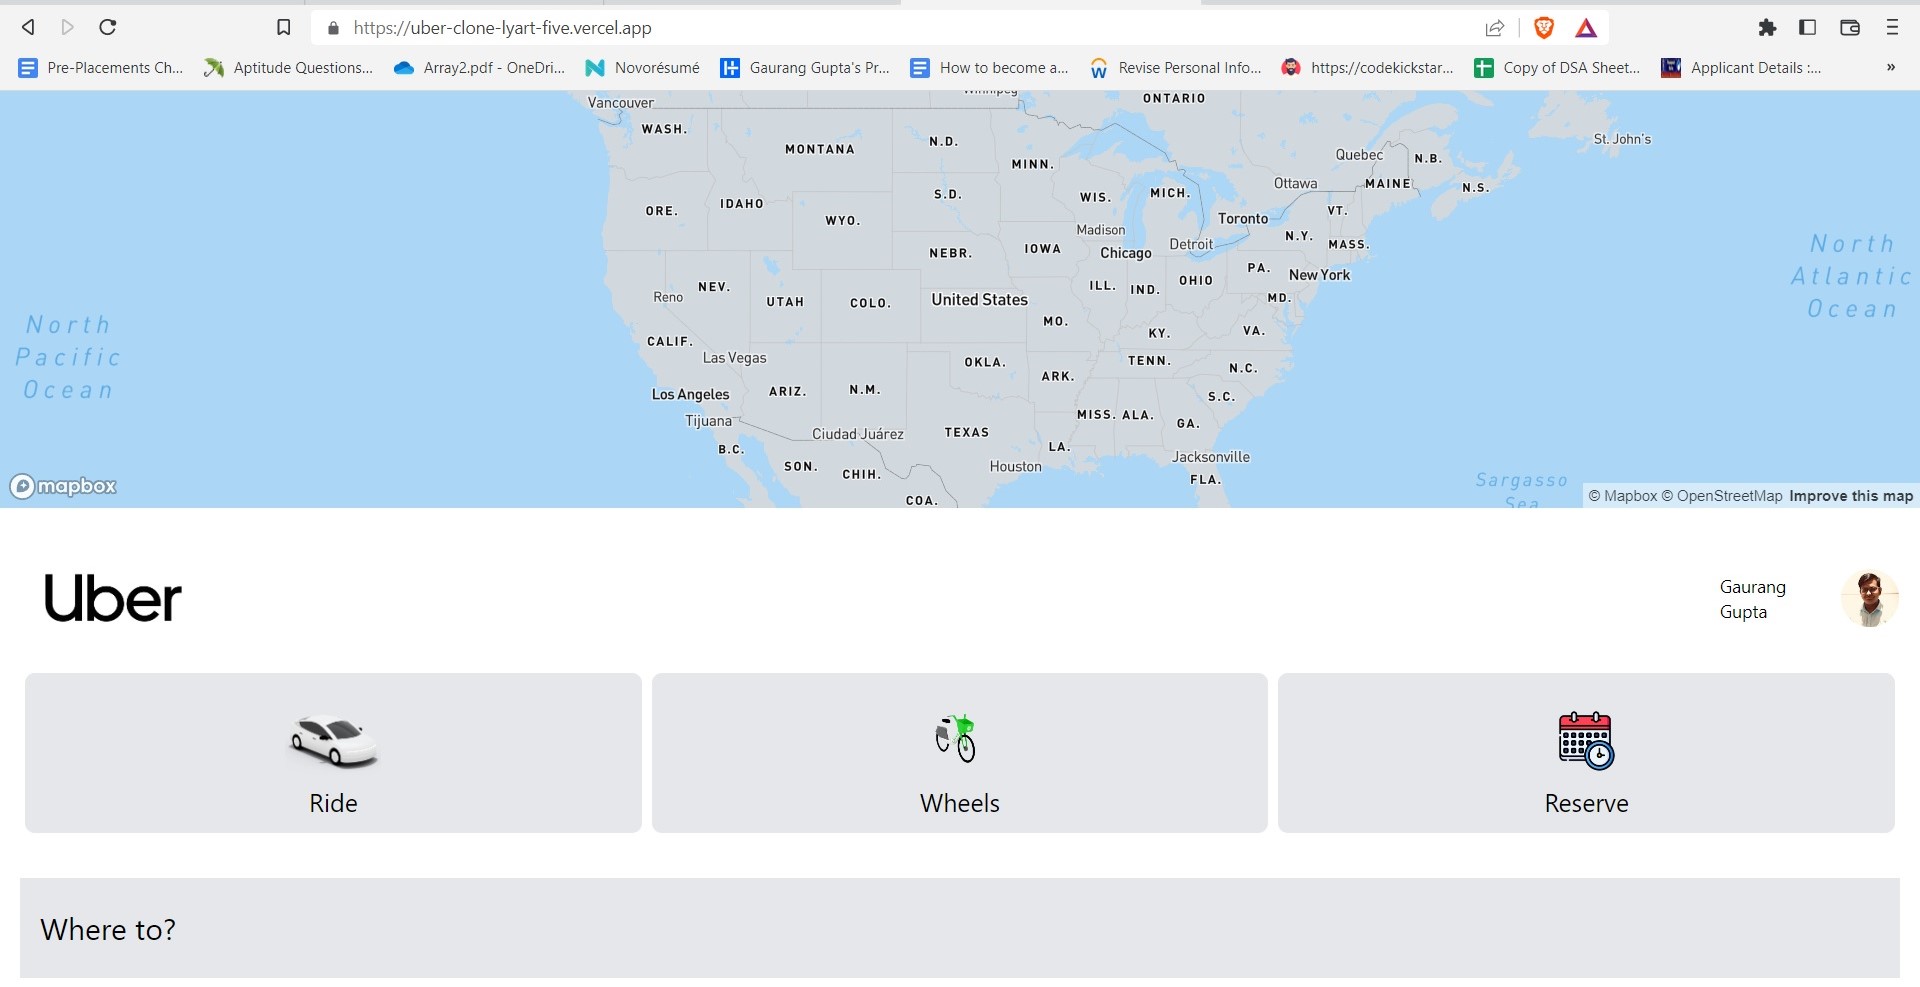 https://uber-clone-lyart-five.vercel.app
Pre-Placements Ch... Aptitude Questions... Array2.pdf - OneDri... Novorésumé Gaurang Gupta's Pr... How to become a... Revise Personal Info... https://codekickstar... Copy of DSA Sheet... Applicant Details :... »
Winnipeg
ONTARIO
Vancouver
WASH.
MONTANA
N.D.
MINN.
St. John's
Quebec
N.B.
Ottawa
MAINE
N.S.
ORE.
IDAHO
WYO.
S.D.
WIS.
MICH.
Toronto
VT.
Madison
Detroit
N.Y.
MASS.
NEBR.
IOWA
Chicago
North
Atlantic
Ocean
PA.
New York
Reno
NEV.
UTAH
COLO.
United States
ILL.
IND.
OHIO
MD.
North
Pacific
Ocean
MO.
KY.
VA.
CALIF.
Las Vegas
OKLA.
TENN.
N.C.
ARK.
Los Angeles
ARIZ.
N.M.
S.C.
Tijuana
Ciudad Juárez
TEXAS
MISS.
ALA.
GA.
B.C.
LA.
Jacksonville
SON.
CHIH.
Houston
FLA.
COA.
Sargasso
Sea
mapbox
© Mapbox © OpenStreetMap Improve this map
Uber
Gaurang
Gupta
Ride
Wheels
Reserve
Where to?